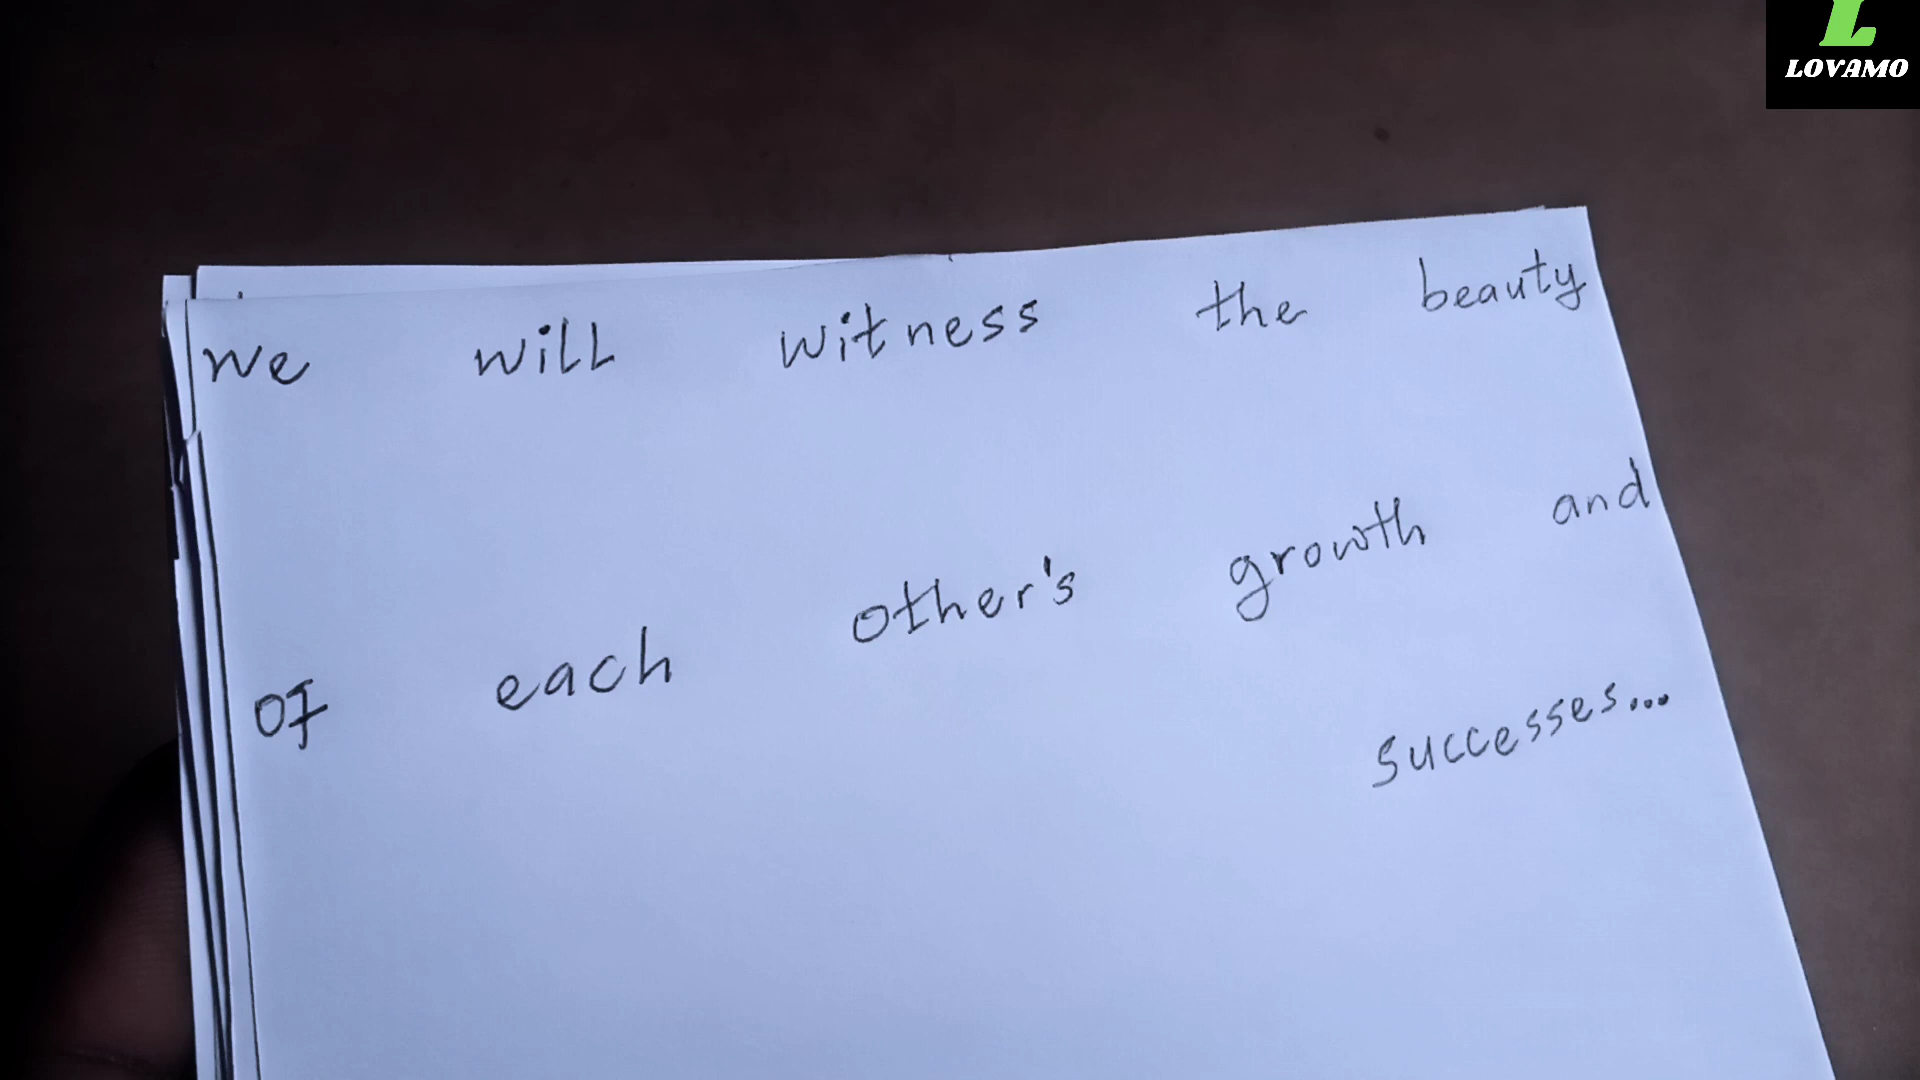 L
LOVAMO
we will witness the beauty
of each other's growth and
successes...